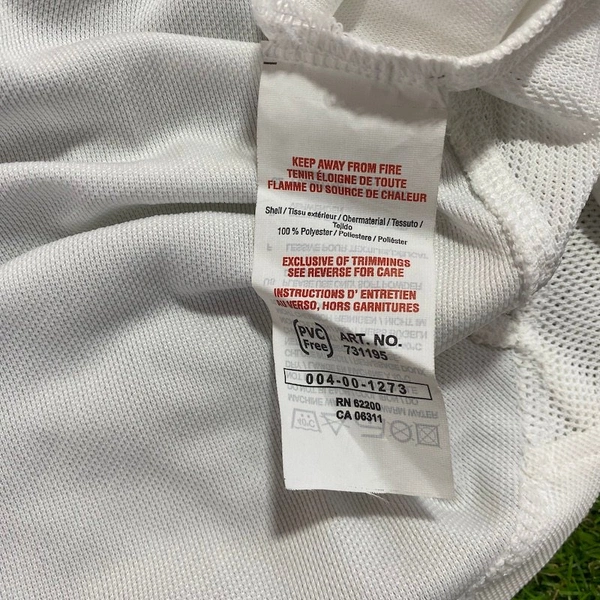 KEEP AWAY FROM FIRE
TENIR ÉLOIGNE DE TOUTE
FLAMME OU SOURCE DE CHALEUR
Shell / Tissu extérieur / Obermaterial / Tessuto /
Tejido
100 % Polyester / Poliestere / Poliéster
EXCLUSIVE OF TRIMMINGS
SEE REVERSE FOR CARE
INSTRUCTIONS D' ENTRETIEN
AU VERSO, HORS GARNITURES
PVC
Free
ART. NO.
731195
004-00-1273
RN 62200
CA 06311